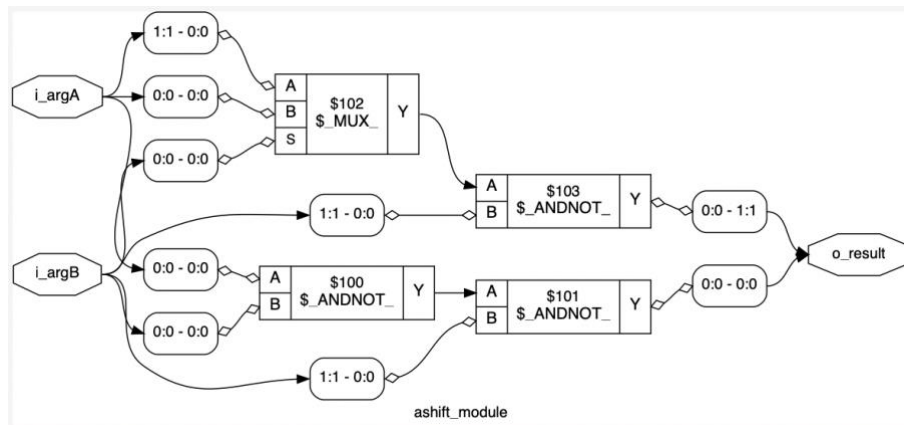 1:1 - 0:0
i_argA
0:0 - 0:0
0:0 - 0:0
A
B
S
$102
$_MUX_
Y
1:1 - 0:0
A
B
$103
$_ANDNOT_
Y
0:0 - 1:1
i_argB
0:0 - 0:0
0:0 - 0:0
A
B
$100
$_ANDNOT_
Y
1:1 - 0:0
A
B
$101
$_ANDNOT_
Y
0:0 - 0:0
o_result
ashift_module